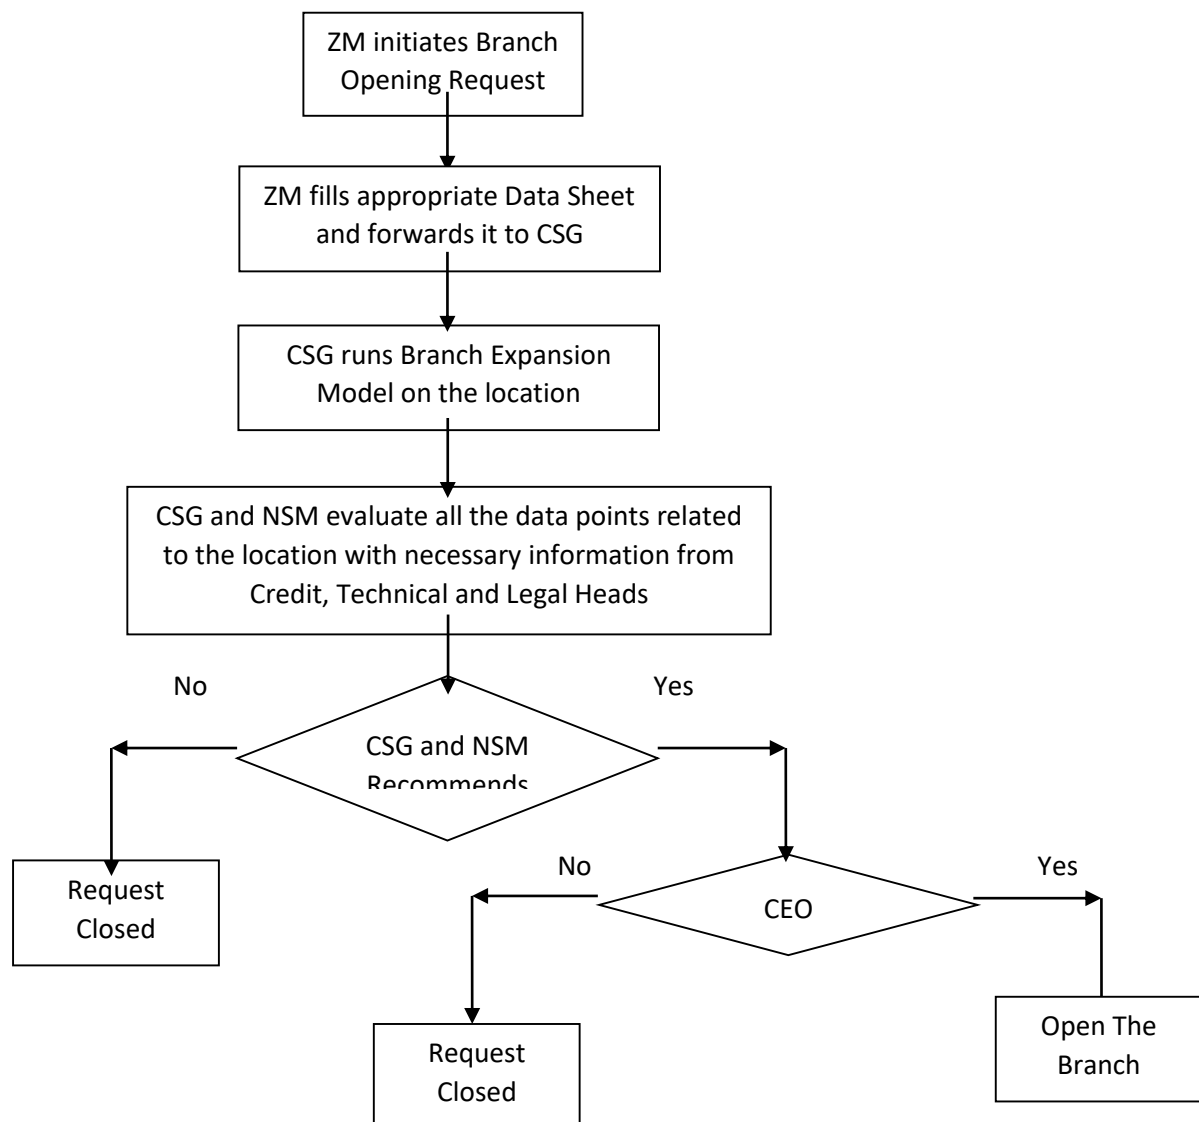 ZM initiates Branch
Opening Request
ZM fills appropriate Data Sheet
and forwards it to CSG
CSG runs Branch Expansion
Model on the location
CSG and NSM evaluate all the data points related
to the location with necessary information from
Credit, Technical and Legal Heads
No
Yes
CSG and NSM
Recommends
Request
Closed
No
Yes
CEO
Request
Closed
Open The
Branch